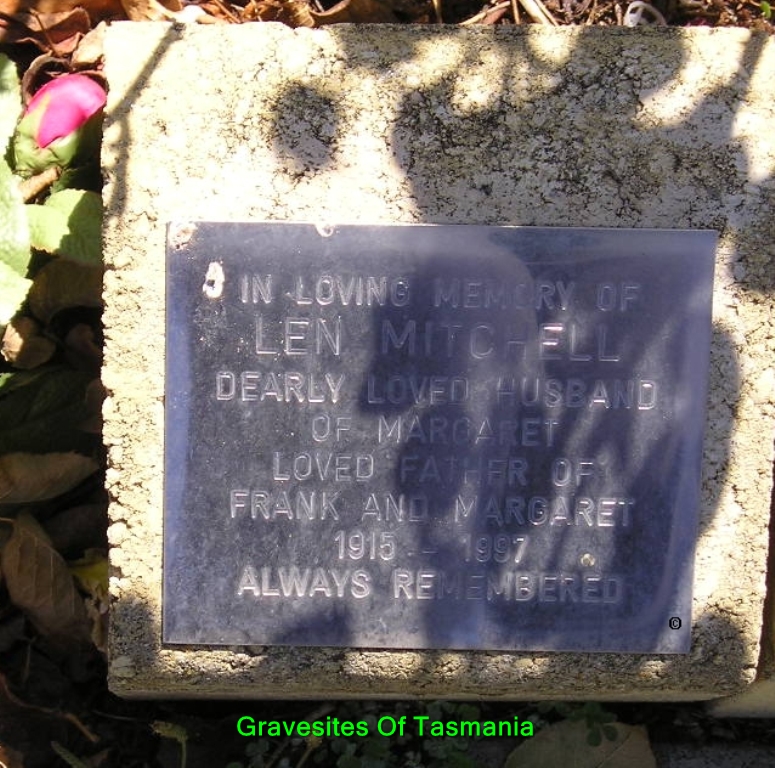 IN LOVING MEMORY OF
LEN MITCHELL
DEARLY LOVED HUSBAND
OF MARGARET
LOVED FATHER OF
FRANK AND MARGARET
1915 - 1997
ALWAYS REMEMBERED
©
Gravesites Of Tasmania